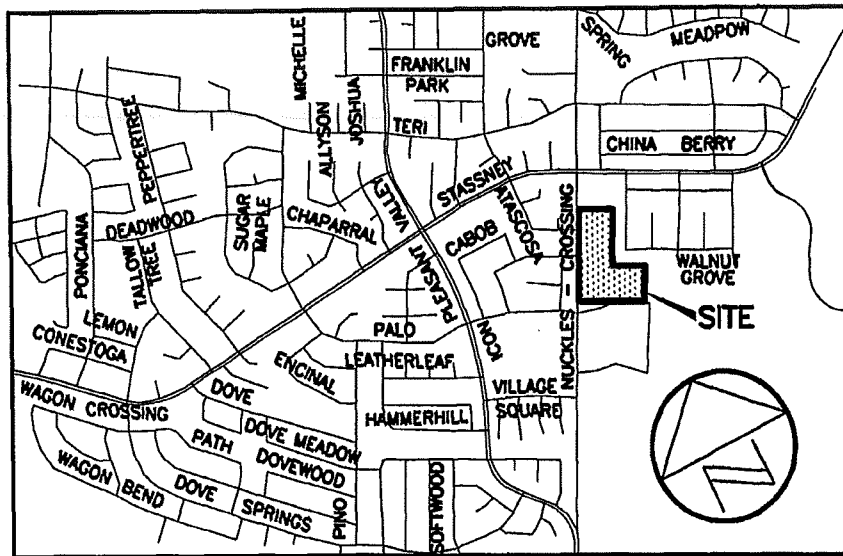 GROVE
SPRING
MEADPOW
MICHELLE
FRANKLIN
PARK
ALLYSON
JOSHUA
TERI
CHINA BERRY
PEPPERTREE
STASSNEY
VALLEY
ATASCOSA
NUCKLES - CROSSING
DEADWOOD
SUGAR
MAPLE
CHAPARRAL
PONCIANA
TALLOW
TREE
PLEASANT
CABOB
WALNUT
GROVE
SITE
LEMON
CONESTOGA
PALO
ICON
LEATHERLEAF
ENCINAL
DOVE
VILLAGE
SQUARE
WAGON CROSSING
HAMMERHILL
DOVE MEADOW
PATH
DOVEWOOD
WAGON BEND
DOVE
SPRINGS
PINO
SOFTWOOD
N